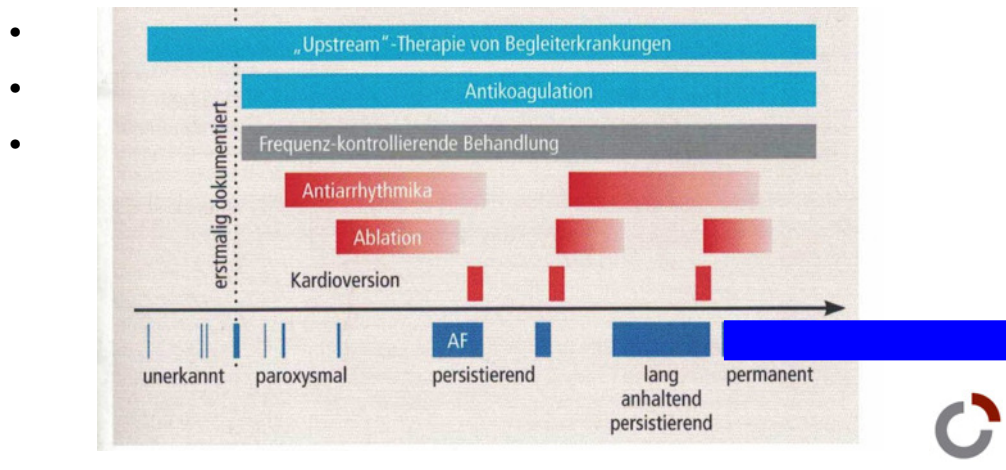 „Upstream“-Therapie von Begleiterkrankungen
Antikoagulation
erstmalig dokumentiert
Frequenz-kontrollierende Behandlung
Antiarrhythmika
Ablation
Kardioversion
AF
unerkannt
paroxysmal
persistierend
lang
anhaltend
persistierend
permanent